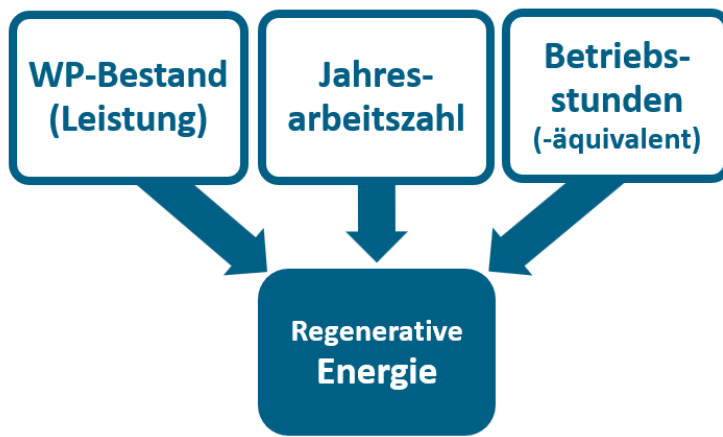 WP-Bestand
(Leistung)
Jahres-
arbeitszahl
Betriebs-
stunden
(-äquivalent)
Regenerative
Energie